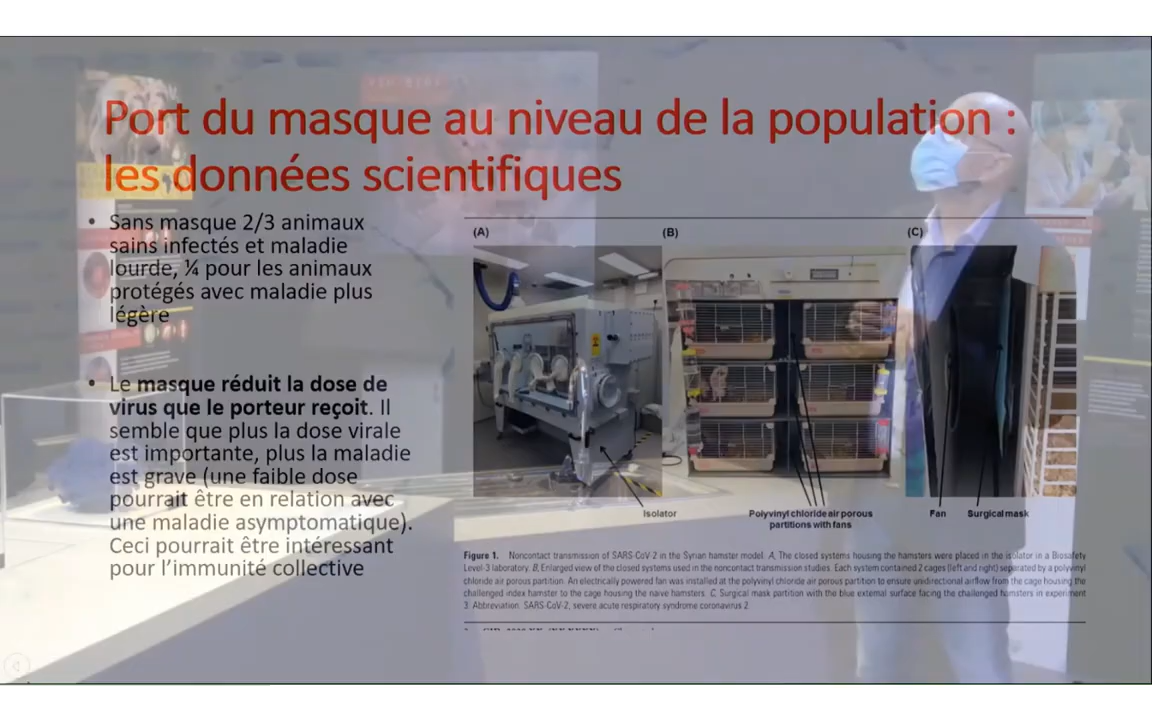 Port du masque au niveau de la population :
les données scientifiques
• Sans masque 2/3 animaux
sains infectés et maladie
lourde, ¼ pour les animaux
protégés avec maladie plus
légère
• Le masque réduit la dose de
virus que le porteur reçoit. Il
semble que plus la dose virale
est importante, plus la maladie
est grave (une faible dose
pourrait être en relation avec
une maladie asymptomatique).
Ceci pourrait être intéressant
pour l’immunité collective
(A) (B) (C)
Isolator
Polyvinyl chloride air porous
partitions with fans
Fan Surgical mask
Figure 1. Noncontact transmission of SARS-CoV-2 in the Syrian hamster model. A, The closed systems housing the hamsters were placed in the isolator in a Biosafety
Level-3 laboratory. B, Enlarged view of the closed systems used in the noncontact transmission studies. Each system contained 2 cages (left and right) separated by a polyvinyl
chloride air porous partition. An electrically powered fan was installed at the polyvinyl chloride air porous partition to ensure unidirectional airflow from the cage housing the
challenged index hamster to the cage housing the naive hamsters. C, Surgical mask partition with the blue external surface facing the challenged hamsters in experiment
3. Abbreviation: SARS-CoV-2, severe acute respiratory syndrome coronavirus 2.